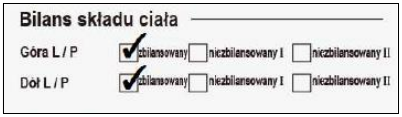 Bilans składu ciała
Góra L / P ✓ zbilansowany niezbilansowany I niezbilansowany II
Dół L / P ✓ zbilansowany niezbilansowany I niezbilansowany II